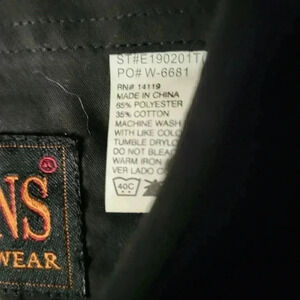 ST#E190201T
PO# W-6681
RN# 14119
MADE IN CHINA
65% POLYESTER
35% COTTON
MACHINE WASH
WITH LIKE COLO
TUMBLE DRY LO
DO NOT BLEAC
WARM IRON
VER LADO C
40C
NS
WEAR